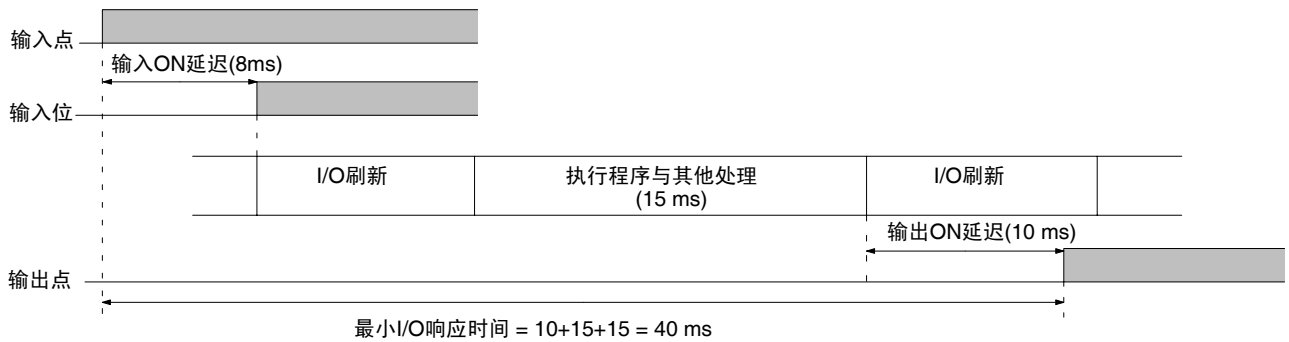 输入点
输入ON延迟(8ms)
输入位
I/O刷新
执行程序与其他处理
(15 ms)
I/O刷新
输出ON延迟(10 ms)
输出点
最小I/O响应时间 = 10+15+15 = 40 ms